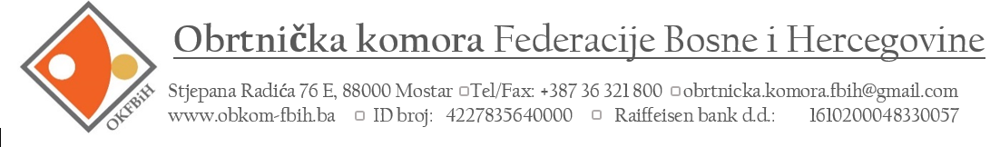 Obrtnička komora Federacije Bosne i Hercegovine
Stjepana Radića 76 E, 88000 Mostar Tel/Fax: +387 36 321 800 obrtnicka.komora.fbih@gmail.com
www.obkom-fbih.ba ID broj: 4227835640000 Raiffeisen bank d.d.: 1610200048330057
OKFBiH